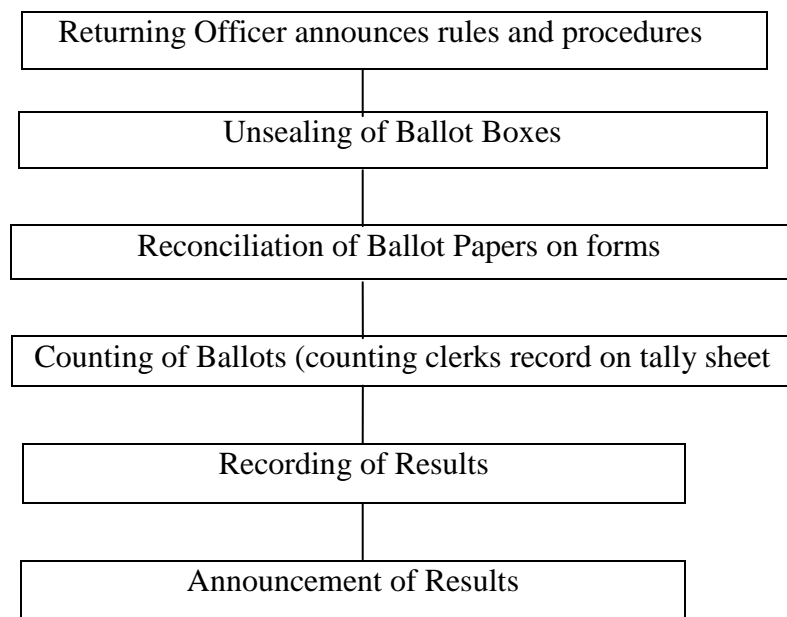 Returning Officer announces rules and procedures
Unsealing of Ballot Boxes
Reconciliation of Ballot Papers on forms
Counting of Ballots (counting clerks record on tally sheet
Recording of Results
Announcement of Results